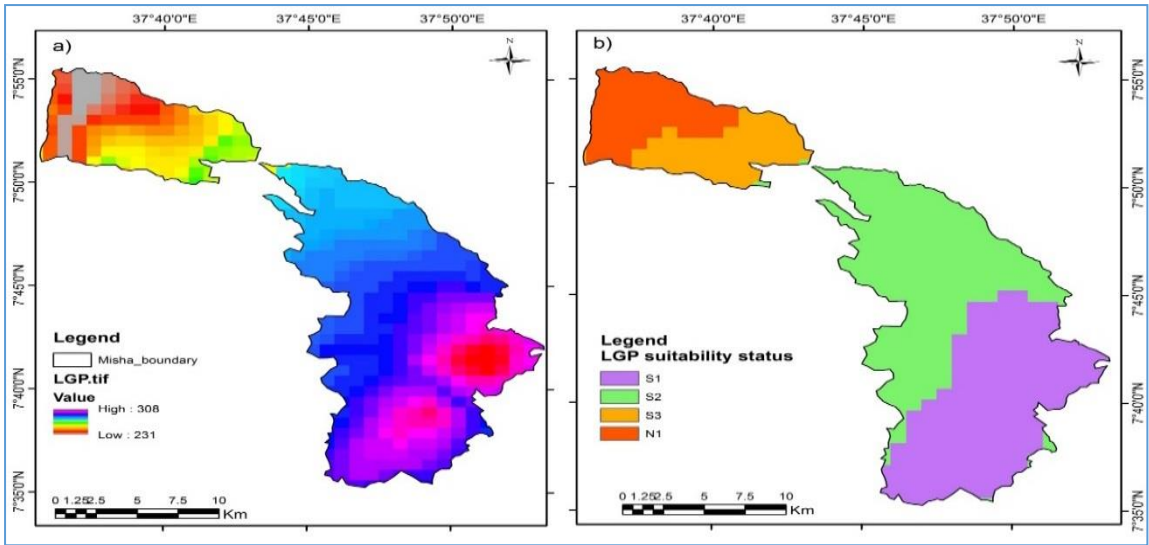 37°40'0"E 37°45'0"E 37°50'0"E
a)
N
7°55'0"N
7°50'0"N
7°45'0"N
7°40'0"N
7°35'0"N
Legend
Misha_boundary
LGP.tif
Value
High : 308
Low : 231
0 1.25 2.5 5 7.5 10
Km
37°40'0"E 37°45'0"E 37°50'0"E
b)
N
7°55'0"N
7°50'0"N
7°45'0"N
7°40'0"N
7°35'0"N
Legend
LGP suitability status
S1
S2
S3
N1
0 1.25 2.5 5 7.5 10
Km